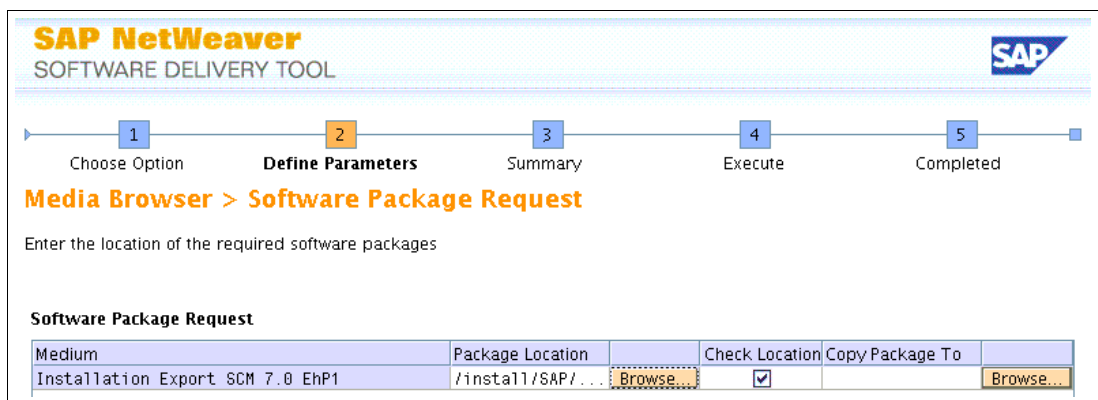 SAP NetWeaver
SOFTWARE DELIVERY TOOL
SAP
1 2 3 4 5
Choose Option Define Parameters Summary Execute Completed
Media Browser > Software Package Request
Enter the location of the required software packages
Software Package Request
Medium Package Location Check Location Copy Package To
Installation Export SCM 7.0 EhP1 /install/SAP/... Browse... Browse...